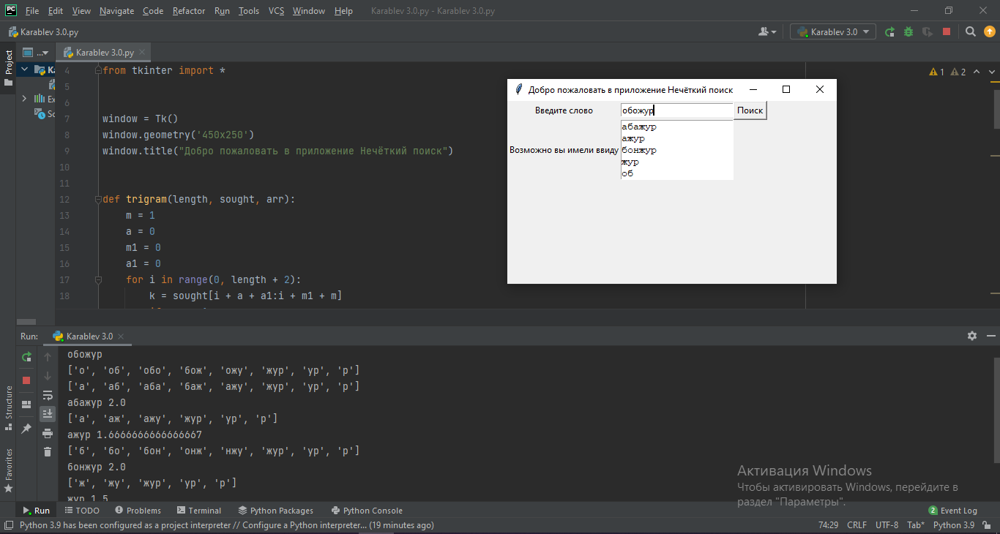 File Edit View Navigate Code Refactor Run Tools VCS Window Help Karablev 3.0.py - Karablev 3.0.py
Karablev 3.0.py
Karablev 3.0
Project
...
Karablev 3.0.py
Ka
Ex
Sc
1 2
4 from tkinter import *
5
6
7 window = Tk()
8 window.geometry('450x250')
9 window.title("Добро пожаловать в приложение Нечёткий поиск")
10
11
12 def trigram(length, sought, arr):
13 m = 1
14 a = 0
15 m1 = 0
16 a1 = 0
17 for i in range(0, length + 2):
18 k = sought[i + a + a1:i + m1 + m]
Добро пожаловать в приложение Нечёткий поиск
Введите слово обожур Поиск
Возможно вы имели ввиду
абажур
ажур
бонжур
жур
об
Run: Karablev 3.0
обожур
['о', 'об', 'обо', 'бож', 'ожу', 'жур', 'ур', 'р']
['а', 'аб', 'аба', 'баж', 'ажу', 'жур', 'ур', 'р']
абажур 2.0
['а', 'аж', 'ажу', 'жур', 'ур', 'р']
ажур 1.6666666666666667
['б', 'бо', 'бон', 'онж', 'нжу', 'жур', 'ур', 'р']
бонжур 2.0
['ж', 'жу', 'жур', 'ур', 'р']
жур 1.5
Structure
Favorites
Активация Windows
Чтобы активировать Windows, перейдите в
раздел "Параметры".
Run TODO Problems Terminal Python Packages Python Console 2 Event Log
Python 3.9 has been configured as a project interpreter // Configure a Python interpreter... (19 minutes ago) 74:29 CRLF UTF-8 Tab* Python 3.9